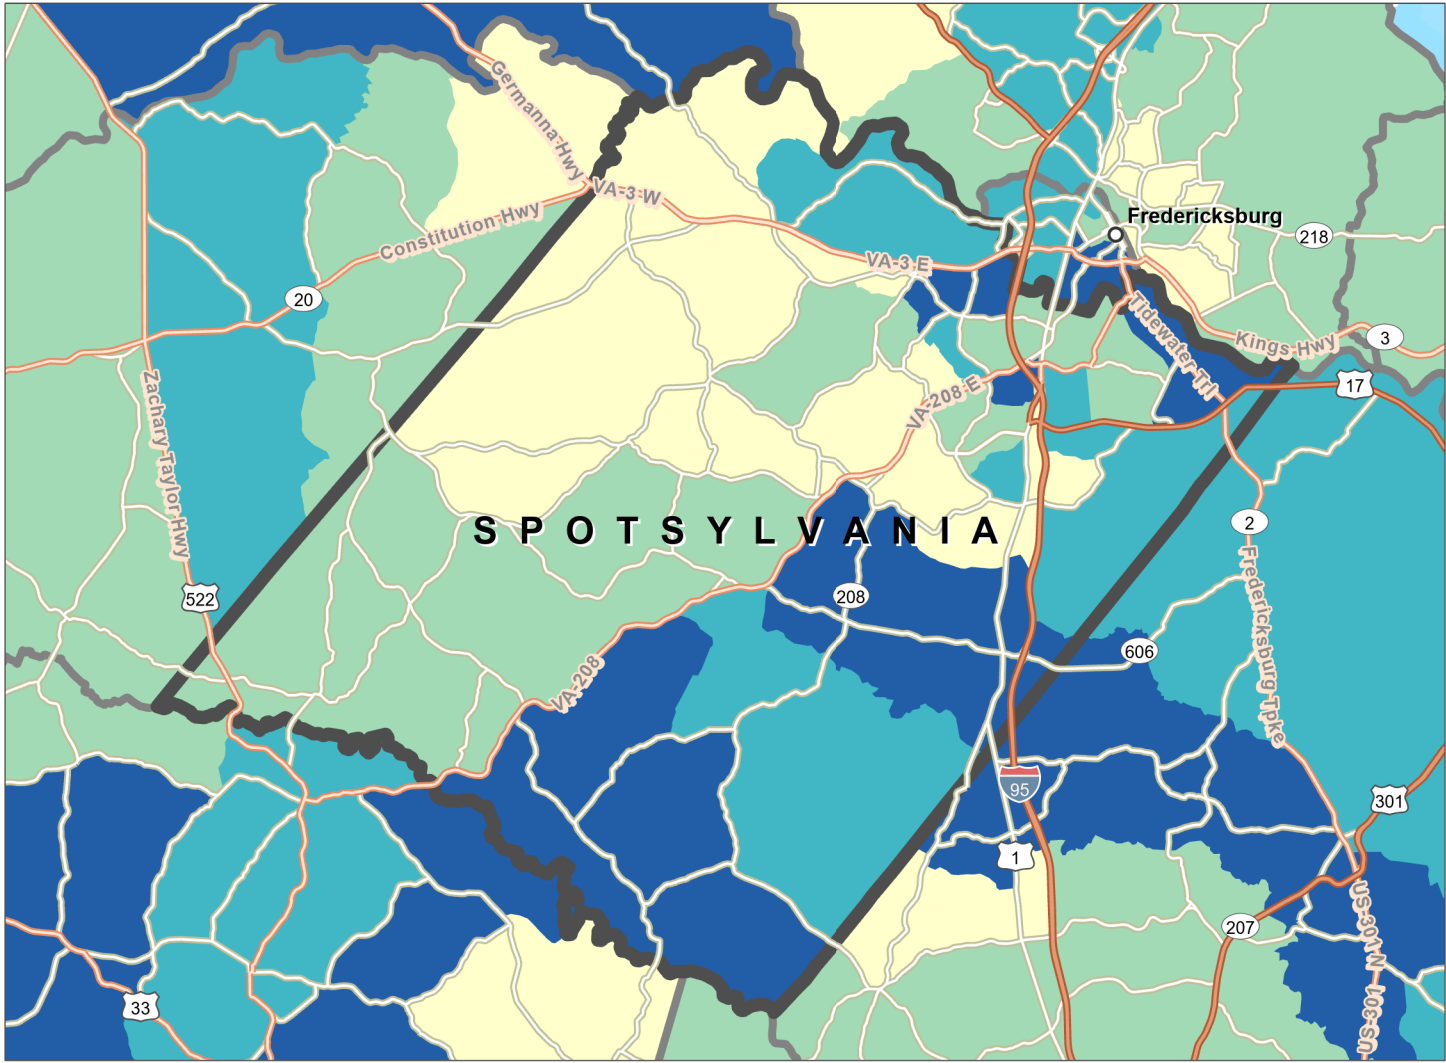 Germanna Hwy
VA-3 W
Constitution Hwy
Fredericksburg
218
VA-3 E
20
Tidewater Trl
Kings Hwy
3
17
Zachary Taylor Hwy
VA-208 E
SPOTSYLVANIA
2
522
208
Fredericksburg Tpke
606
VA-208
95
301
1
US-301 N
207
33
US-301 N